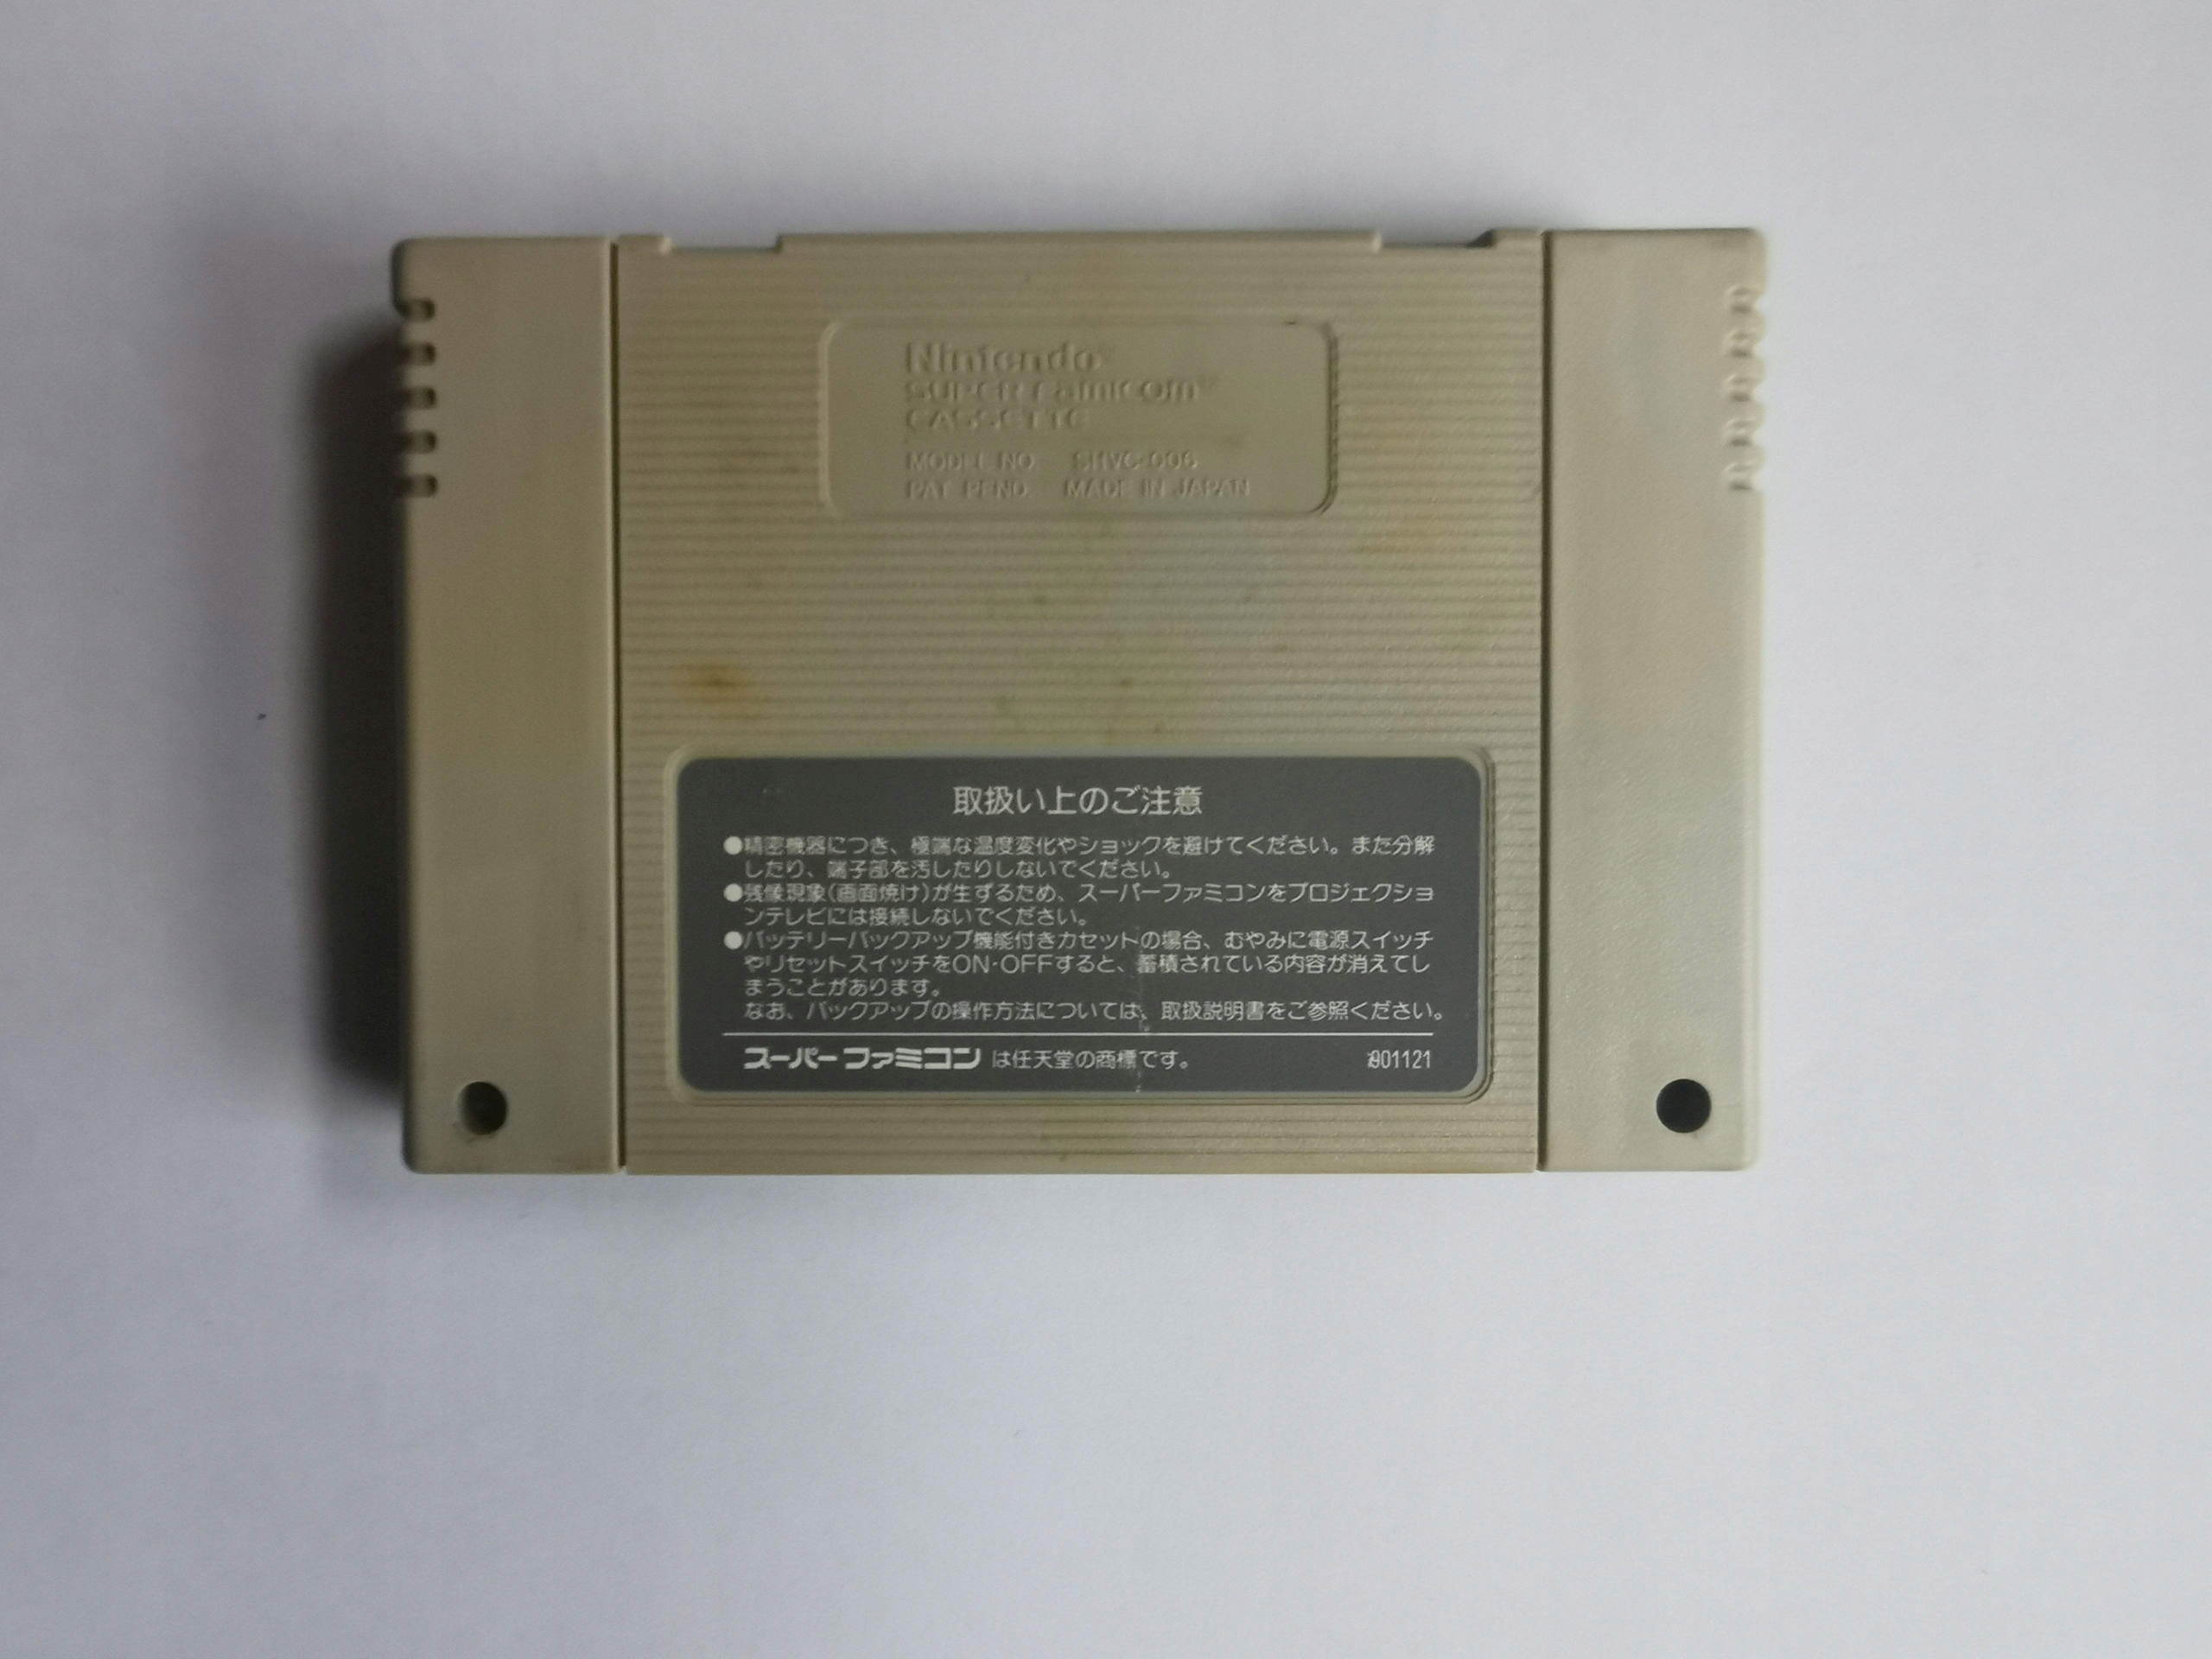 Nintendo®
SUPER Famicom
CASSETTE
MODEL NO. SHVC-006
PAT. PEND. MADE IN JAPAN
取扱い上のご注意
●精密機器につき、極端な温度変化やショックを避けてください。また分解
したり、端子部を汚したりしないでください。
●残像現象(画面焼け)が生ずるため、スーパーファミコンをプロジェクショ
ンテレビには接続しないでください。
●バッテリーバックアップ機能付きカセットの場合、むやみに電源スイッチ
やリセットスイッチをON·OFFすると、蓄積されている内容が消えてし
まうことがあります。
なお、バックアップの操作方法については、取扱説明書をご参照ください。
スーパーファミコン は任天堂の商標です。
901121